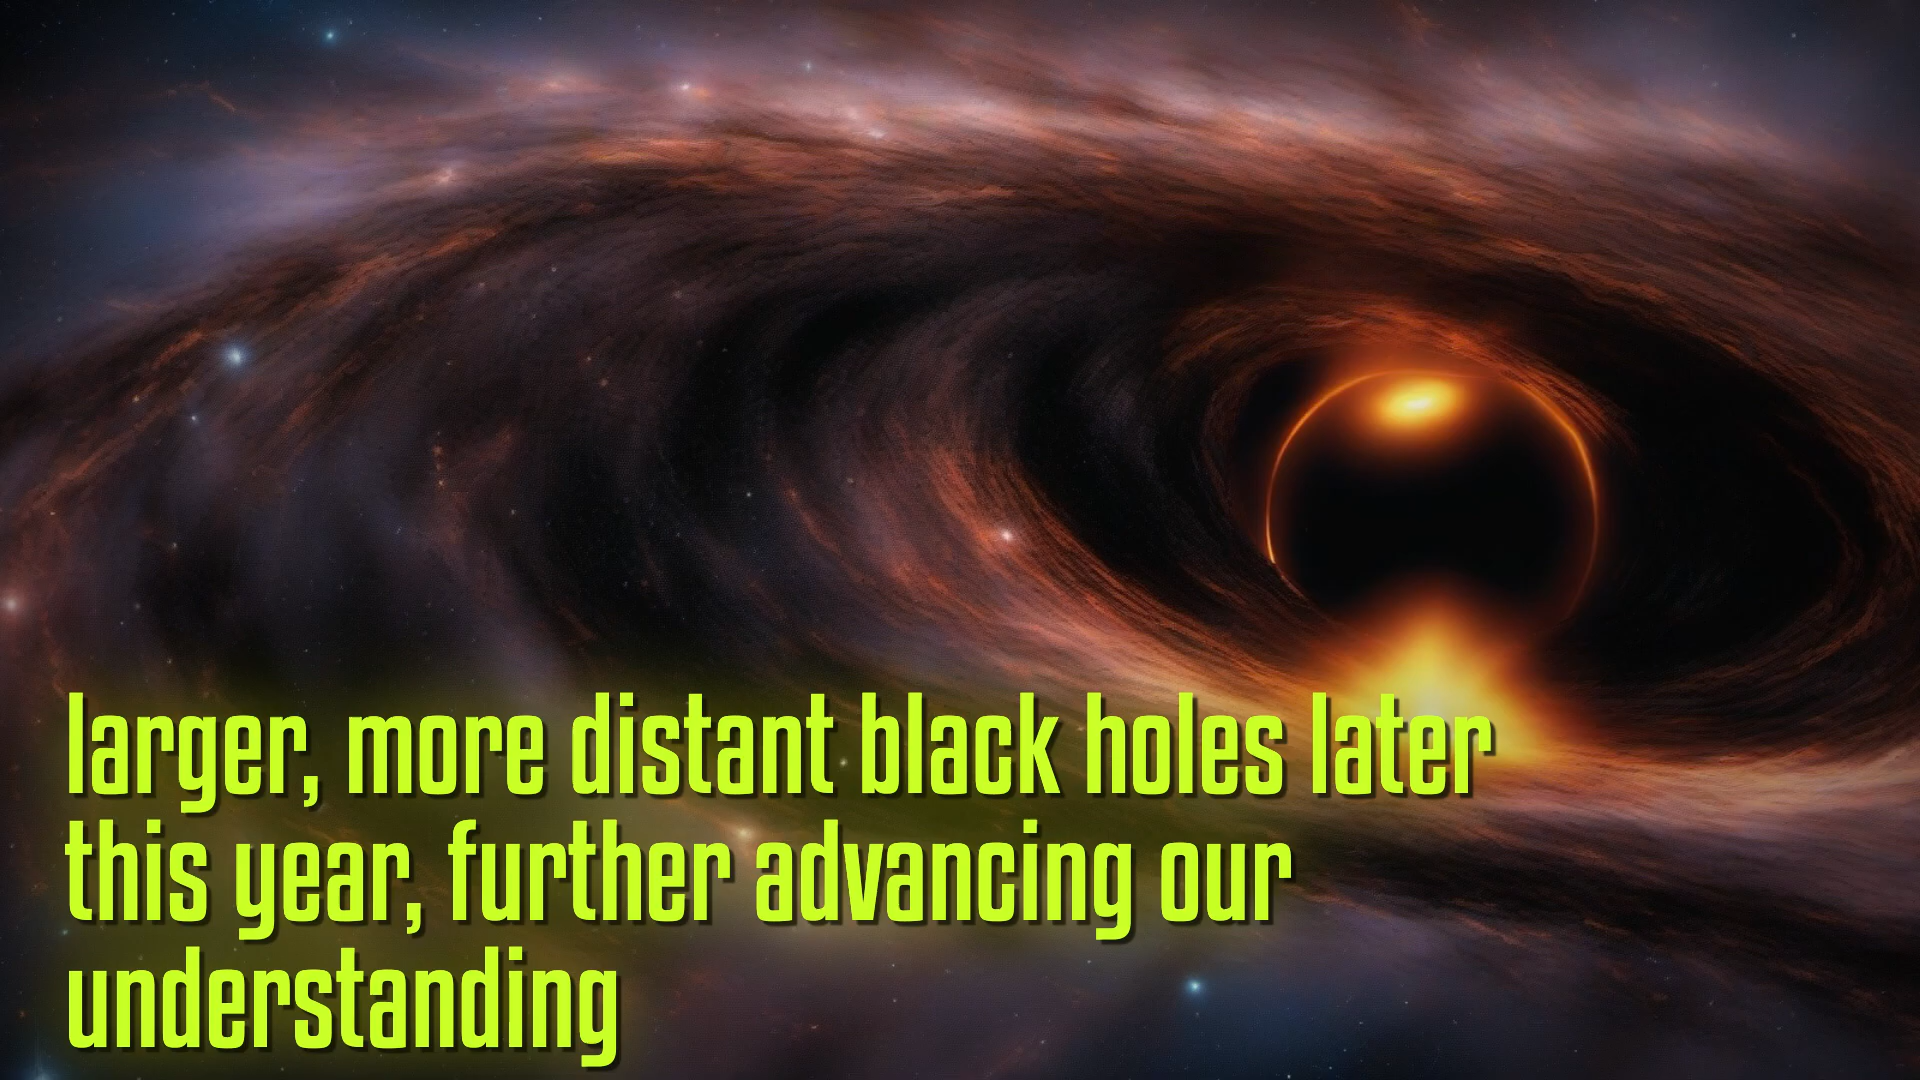 larger, more distant black holes later
this year, further advancing our
understanding